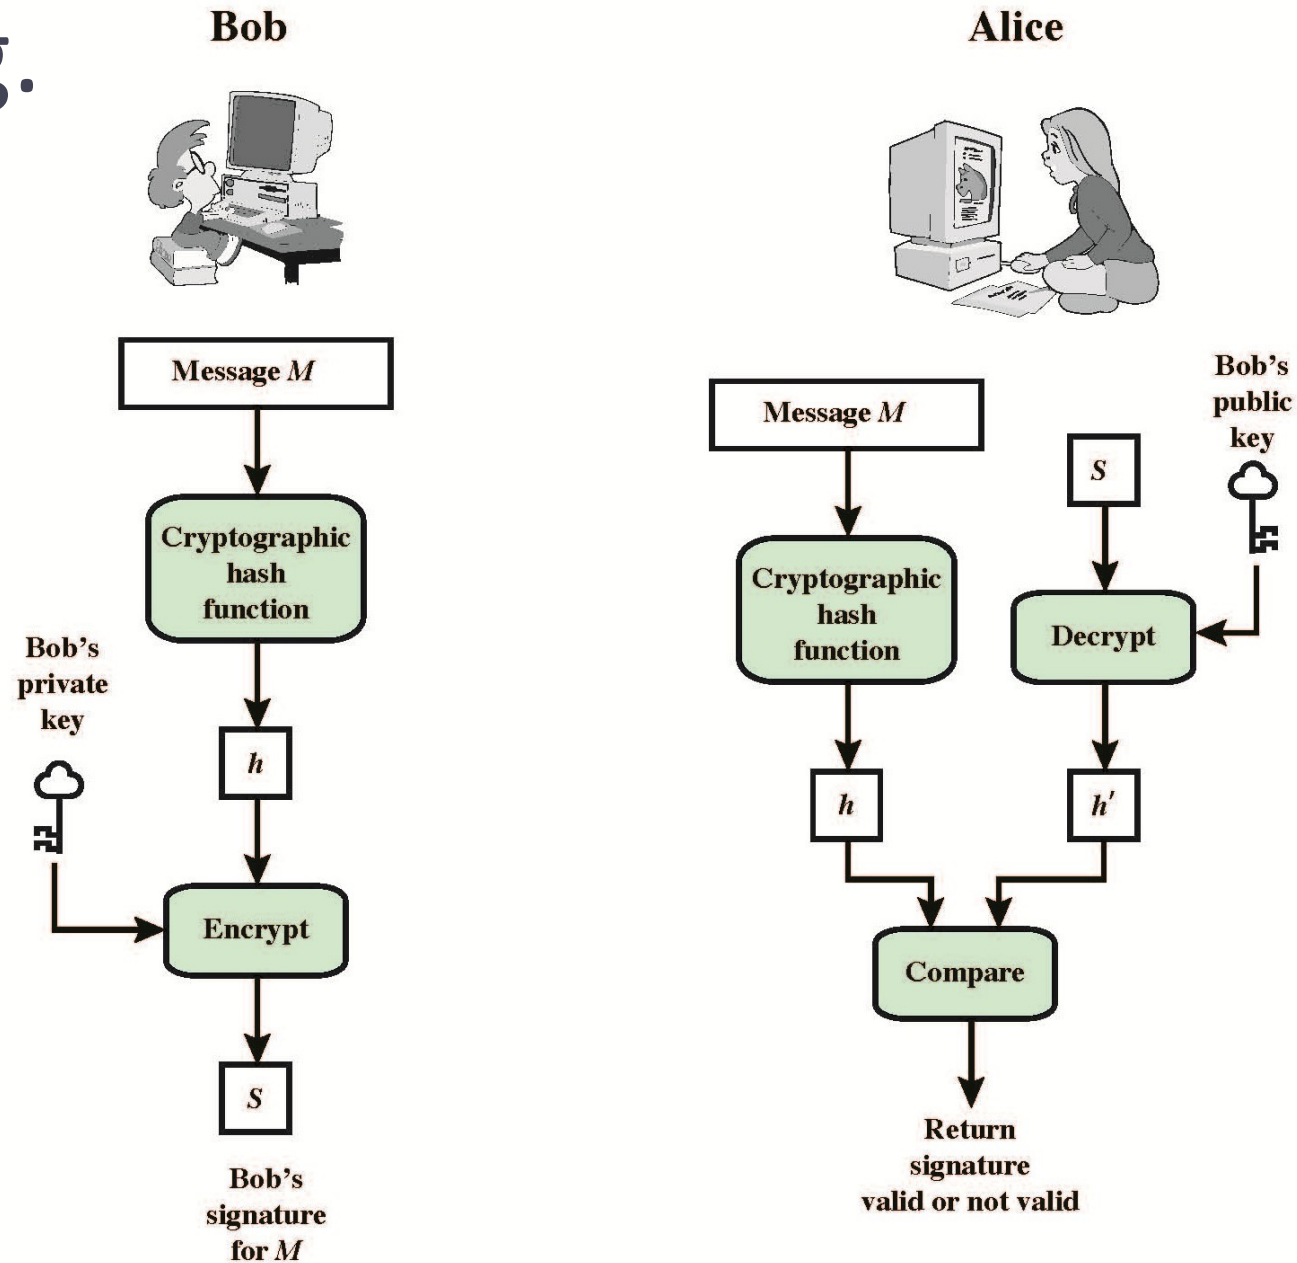 g.
Bob
Alice
Message M
Cryptographic
hash
function
Bob's
private
key
h
Encrypt
S
Bob's
signature
for M
Message M
Cryptographic
hash
function
h
Bob's
public
key
S
Decrypt
h′
Compare
Return
signature
valid or not valid